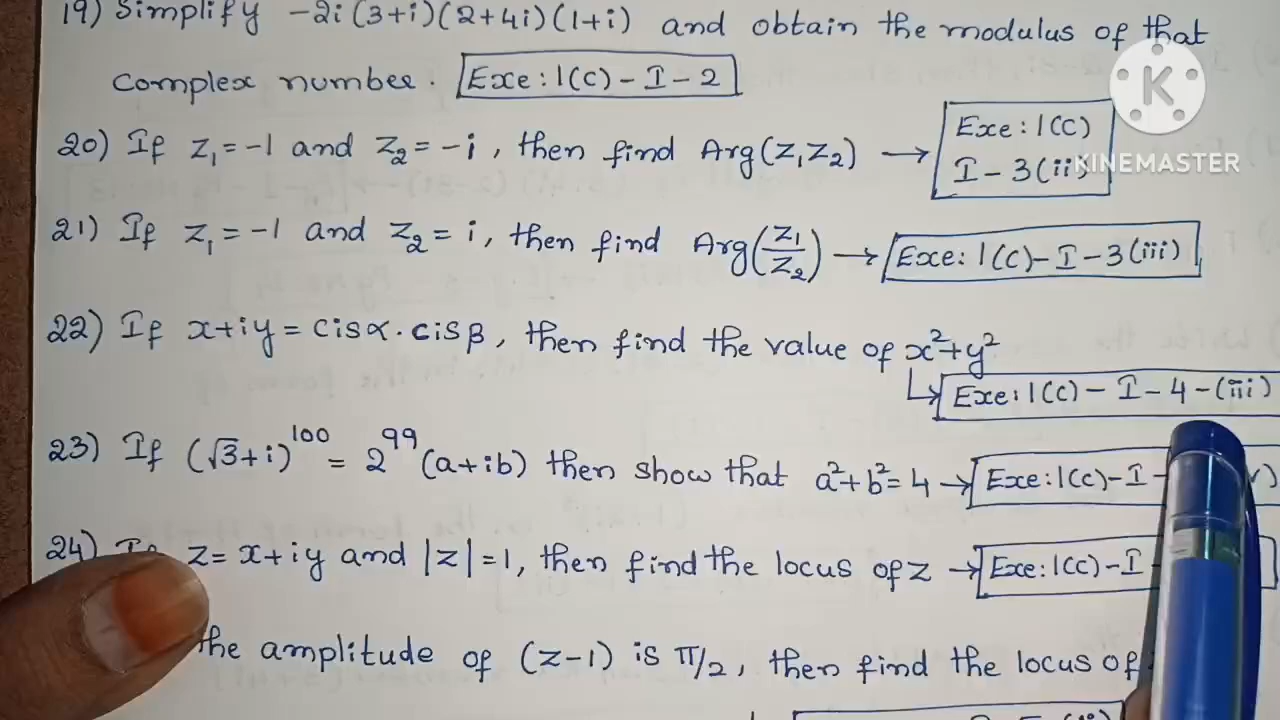 19) Simplify -2i(3+i)(2+4i)(1+i) and obtain the modulus of that
complex number. Exe: 1(C) - I - 2
20) If z₁ = -1 and z₂ = -i, then find Arg(z₁z₂) → Exe: 1(C)
I - 3(ii
K
KINEMASTER
21) If z₁ = -1 and z₂ = i, then find Arg(z₁/z₂) → Exe: 1(C) - I - 3(iii)
22) If x+iy = cisα.cisβ, then find the value of x²+y²
↳ Exe: 1(C) - I - 4 - (iii)
23) If (√3+i)¹⁰⁰ = 2⁹⁹(a+ib) then show that a²+b² = 4 → Exe: 1(C) - I -
24) If z = x+iy and |z| = 1, then find the locus of z → Exe: 1(C) - I -
the amplitude of (z-1) is π/2, then find the locus of